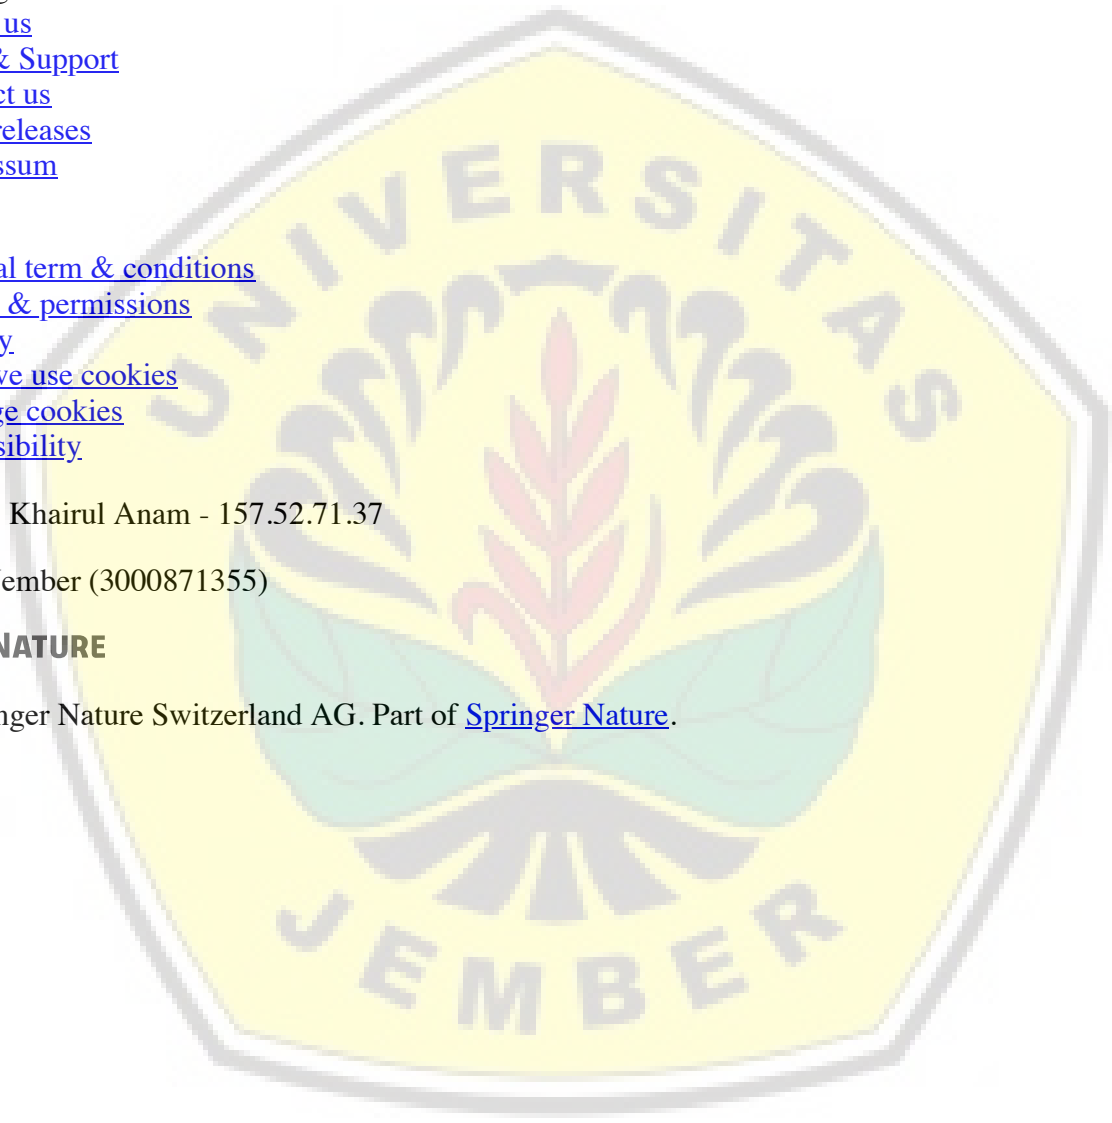 us
& Support
ct us
releases
ssum
al term & conditions
& permissions
y
ve use cookies
ge cookies
sibility
Khairul Anam - 157.52.71.37
ember (3000871355)
NATURE
nger Nature Switzerland AG. Part of Springer Nature.
UNIVERSITAS
JEMBER